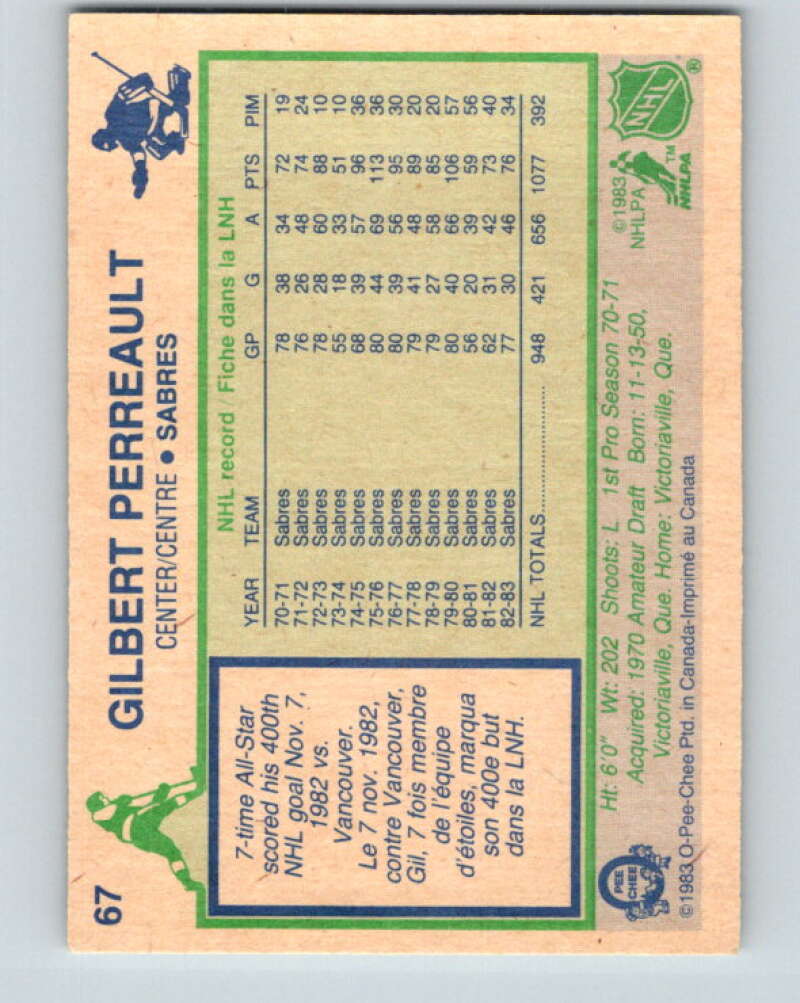 67
GILBERT PERREAULT
CENTER/CENTRE • SABRES
7-time All-Star
scored his 400th
NHL goal Nov. 7,
1982 vs.
Vancouver.
Le 7 nov. 1982,
contre Vancouver,
Gil, 7 fois membre
de l'équipe
d'étoiles, marqua
son 400e but
dans la LNH.
NHL record Fiche dans la LNH
YEAR TEAM GP G A PTS PIM
70-71 Sabres 78 38 34 72 19
71-72 Sabres 76 26 48 74 24
72-73 Sabres 78 28 60 88 10
73-74 Sabres 55 18 33 51 10
74-75 Sabres 68 39 57 96 36
75-76 Sabres 80 44 69 113 36
76-77 Sabres 80 39 56 95 30
77-78 Sabres 79 41 48 89 20
78-79 Sabres 79 27 58 85 20
79-80 Sabres 80 40 66 106 57
80-81 Sabres 56 20 39 59 56
81-82 Sabres 62 31 42 73 40
82-83 Sabres 77 30 46 76 34
NHL TOTALS.................... 948 421 656 1077 392
Ht: 6'0" Wt: 202 Shoots: L 1st Pro Season 70-71
Acquired: 1970 Amateur Draft Born: 11-13-50,
Victoriaville, Que. Home: Victoriaville, Que.
©1983 O-Pee-Chee Ptd. in Canada-Imprimé au Canada
PEE
CHEE
©1983
NHLPA
NHL
®
TM
NHLPA